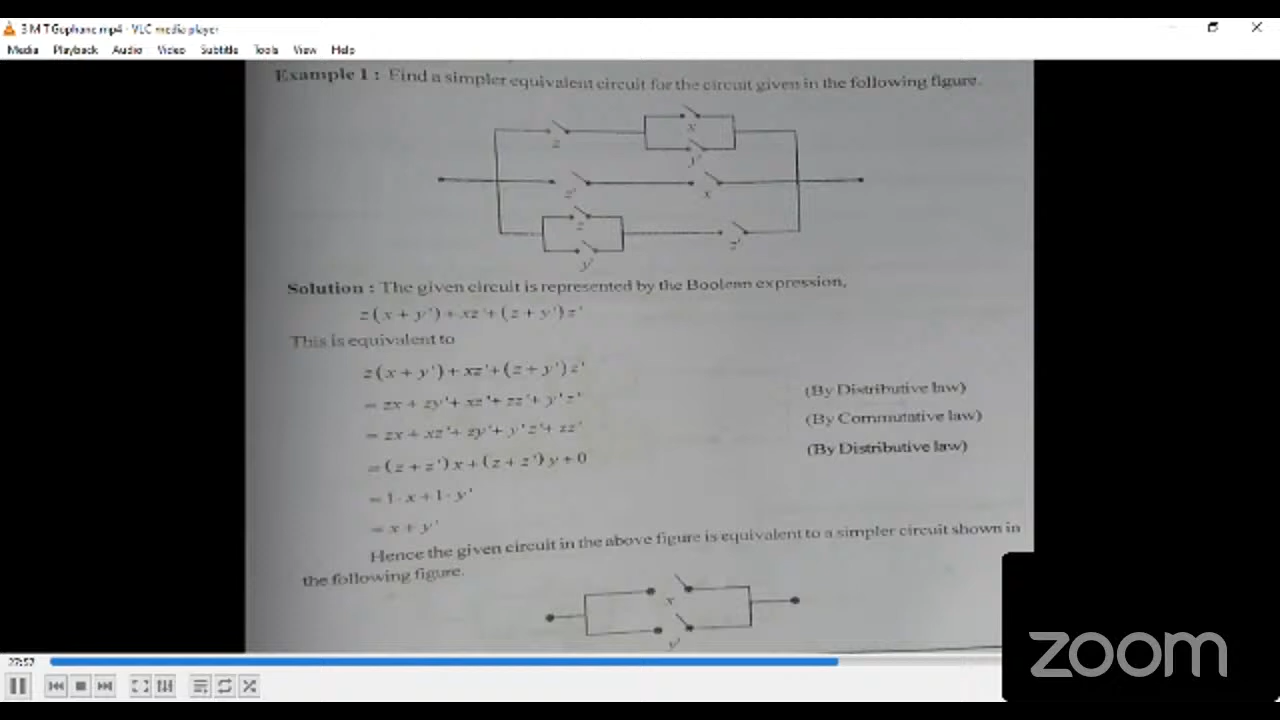 3 M T Gophane.mp4 - VLC media player
Media Playback Audio Video Subtitle Tools View Help
Example 1 : Find a simpler equivalent circuit for the circuit given in the following figure.
x
z
y'
z' x
z
z'
y'
Solution : The given circuit is represented by the Boolean expression,
z(x + y') + xz' + (z + y')z'
This is equivalent to
z(x + y') + xz' + (z + y')z'
= zx + zy' + xz' + zz' + y'z' (By Distributive law)
= zx + xz' + zy' + y'z' + zz' (By Commutative law)
= (z + z')x + (z + z')y + 0 (By Distributive law)
= 1 · x + 1 · y'
= x + y'
Hence the given circuit in the above figure is equivalent to a simpler circuit shown in
the following figure.
x
y'
27:57
zoom